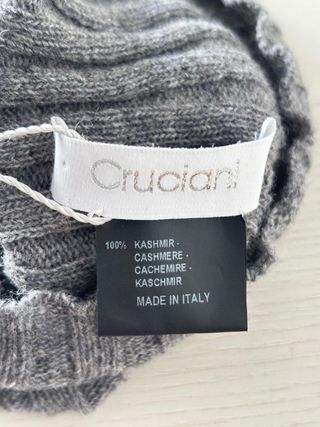 Cruciani
100% KASHMIR -
CASHMERE -
CACHEMIRE -
KASCHMIR
MADE IN ITALY